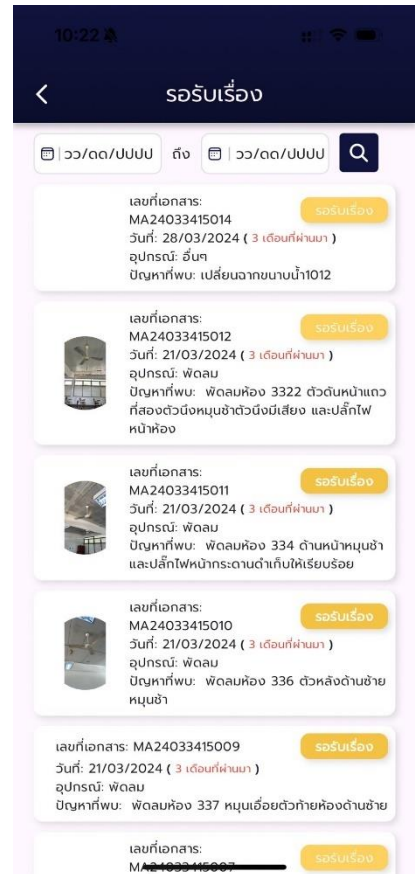 10:22
รอรับเรื่อง
วว/ดด/ปปปป ถึง วว/ดด/ปปปป
เลขที่เอกสาร:
MA24033415014
รอรับเรื่อง
วันที่: 28/03/2024 ( 3 เดือนที่ผ่านมา )
อุปกรณ์: อื่นๆ
ปัญหาที่พบ: เปลี่ยนฉากขนาบน้ำ1012
เลขที่เอกสาร:
MA24033415012
รอรับเรื่อง
วันที่: 21/03/2024 ( 3 เดือนที่ผ่านมา )
อุปกรณ์: พัดลม
ปัญหาที่พบ: พัดลมห้อง 3322 ตัวดันหน้าแถว
ที่สองตัวนึงหมุนช้าตัวนึงมีเสียง และปลั๊กไฟ
หน้าห้อง
เลขที่เอกสาร:
MA24033415011
รอรับเรื่อง
วันที่: 21/03/2024 ( 3 เดือนที่ผ่านมา )
อุปกรณ์: พัดลม
ปัญหาที่พบ: พัดลมห้อง 334 ด้านหน้าหมุนช้า
และปลั๊กไฟหน้ากระดานดำเก็บให้เรียบร้อย
เลขที่เอกสาร:
MA24033415010
รอรับเรื่อง
วันที่: 21/03/2024 ( 3 เดือนที่ผ่านมา )
อุปกรณ์: พัดลม
ปัญหาที่พบ: พัดลมห้อง 336 ตัวหลังด้านซ้าย
หมุนช้า
เลขที่เอกสาร: MA24033415009
รอรับเรื่อง
วันที่: 21/03/2024 ( 3 เดือนที่ผ่านมา )
อุปกรณ์: พัดลม
ปัญหาที่พบ: พัดลมห้อง 337 หมุนเอื่อยตัวท้ายห้องด้านซ้าย
เลขที่เอกสาร:
MA24033415007
รอรับเรื่อง